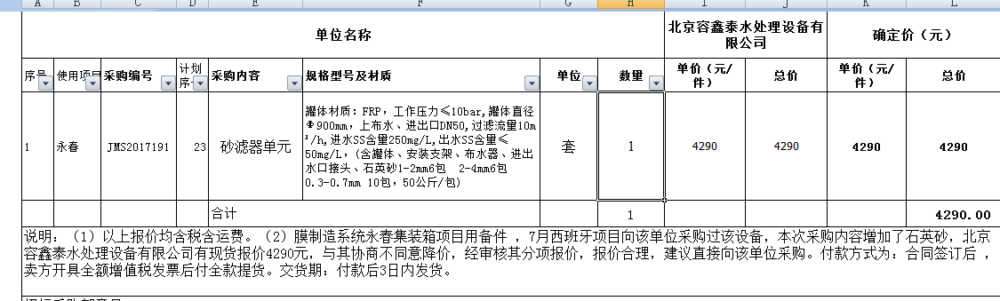 A B C D E F G H I J K L
单位名称 北京容鑫泰水处理设备有限公司 确定价（元）
序号 使用项目 采购编号 计划序 采购内容 规格型号及材质 单位 数量 单价（元/件） 总价 单价（元/件） 总价
1 永春 JMS2017191 23 砂滤器单元
罐体材质：FRP，工作压力≤10bar,罐体直径
Φ900mm，上布水、进出口DN50,过滤流量10m
³/h,进水SS含量250mg/L,出水SS含量≤
50mg/L，(含罐体、安装支架、布水器、进出
水口接头、石英砂1-2mm6包 2-4mm6包
0.3-0.7mm 10包，50公斤/包)
套 1 4290 4290 4290 4290
合计 1 4290.00
说明：（1）以上报价均含税含运费。（2）膜制造系统永春集装箱项目用备件 ，7月西班牙项目向该单位采购过该设备，本次采购内容增加了石英砂，北京
容鑫泰水处理设备有限公司有现货报价4290元，与其协商不同意降价，经审核其分项报价，报价合理，建议直接向该单位采购。付款方式为：合同签订后 ，
卖方开具全额增值税发票后付全款提货。交货期：付款后3日内发货。